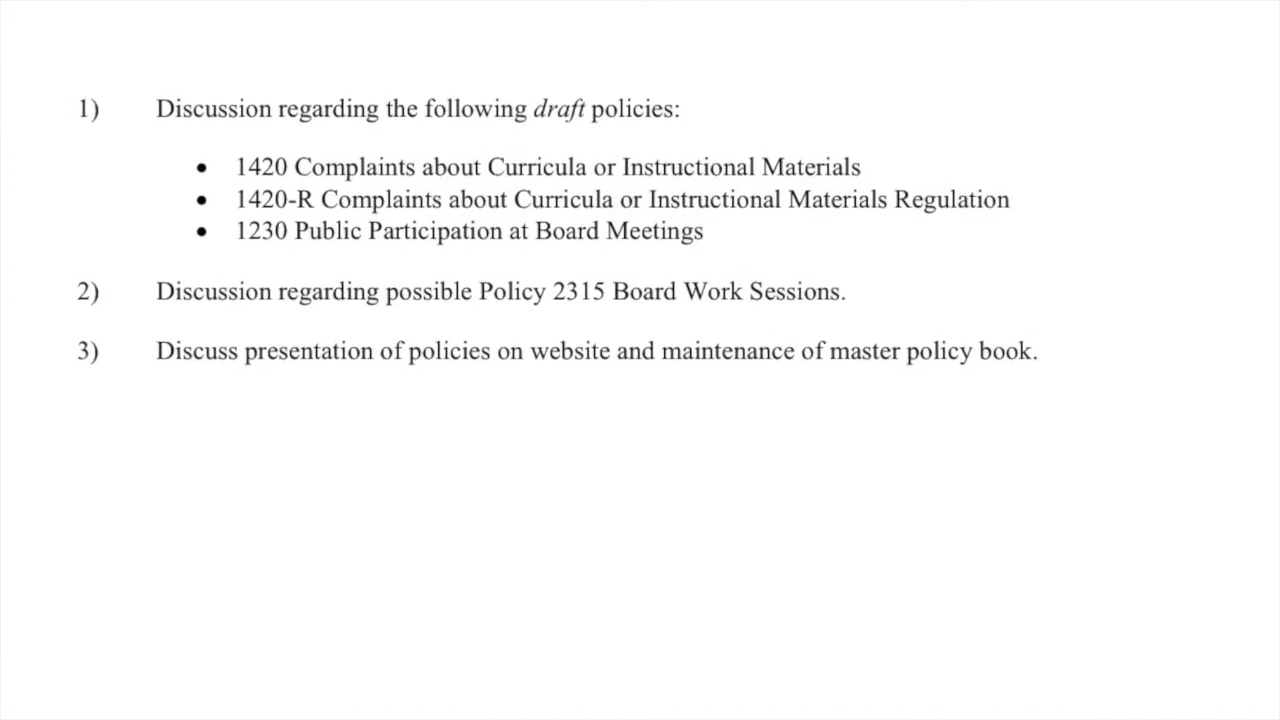 1) Discussion regarding the following draft policies:
• 1420 Complaints about Curricula or Instructional Materials
• 1420-R Complaints about Curricula or Instructional Materials Regulation
• 1230 Public Participation at Board Meetings
2) Discussion regarding possible Policy 2315 Board Work Sessions.
3) Discuss presentation of policies on website and maintenance of master policy book.